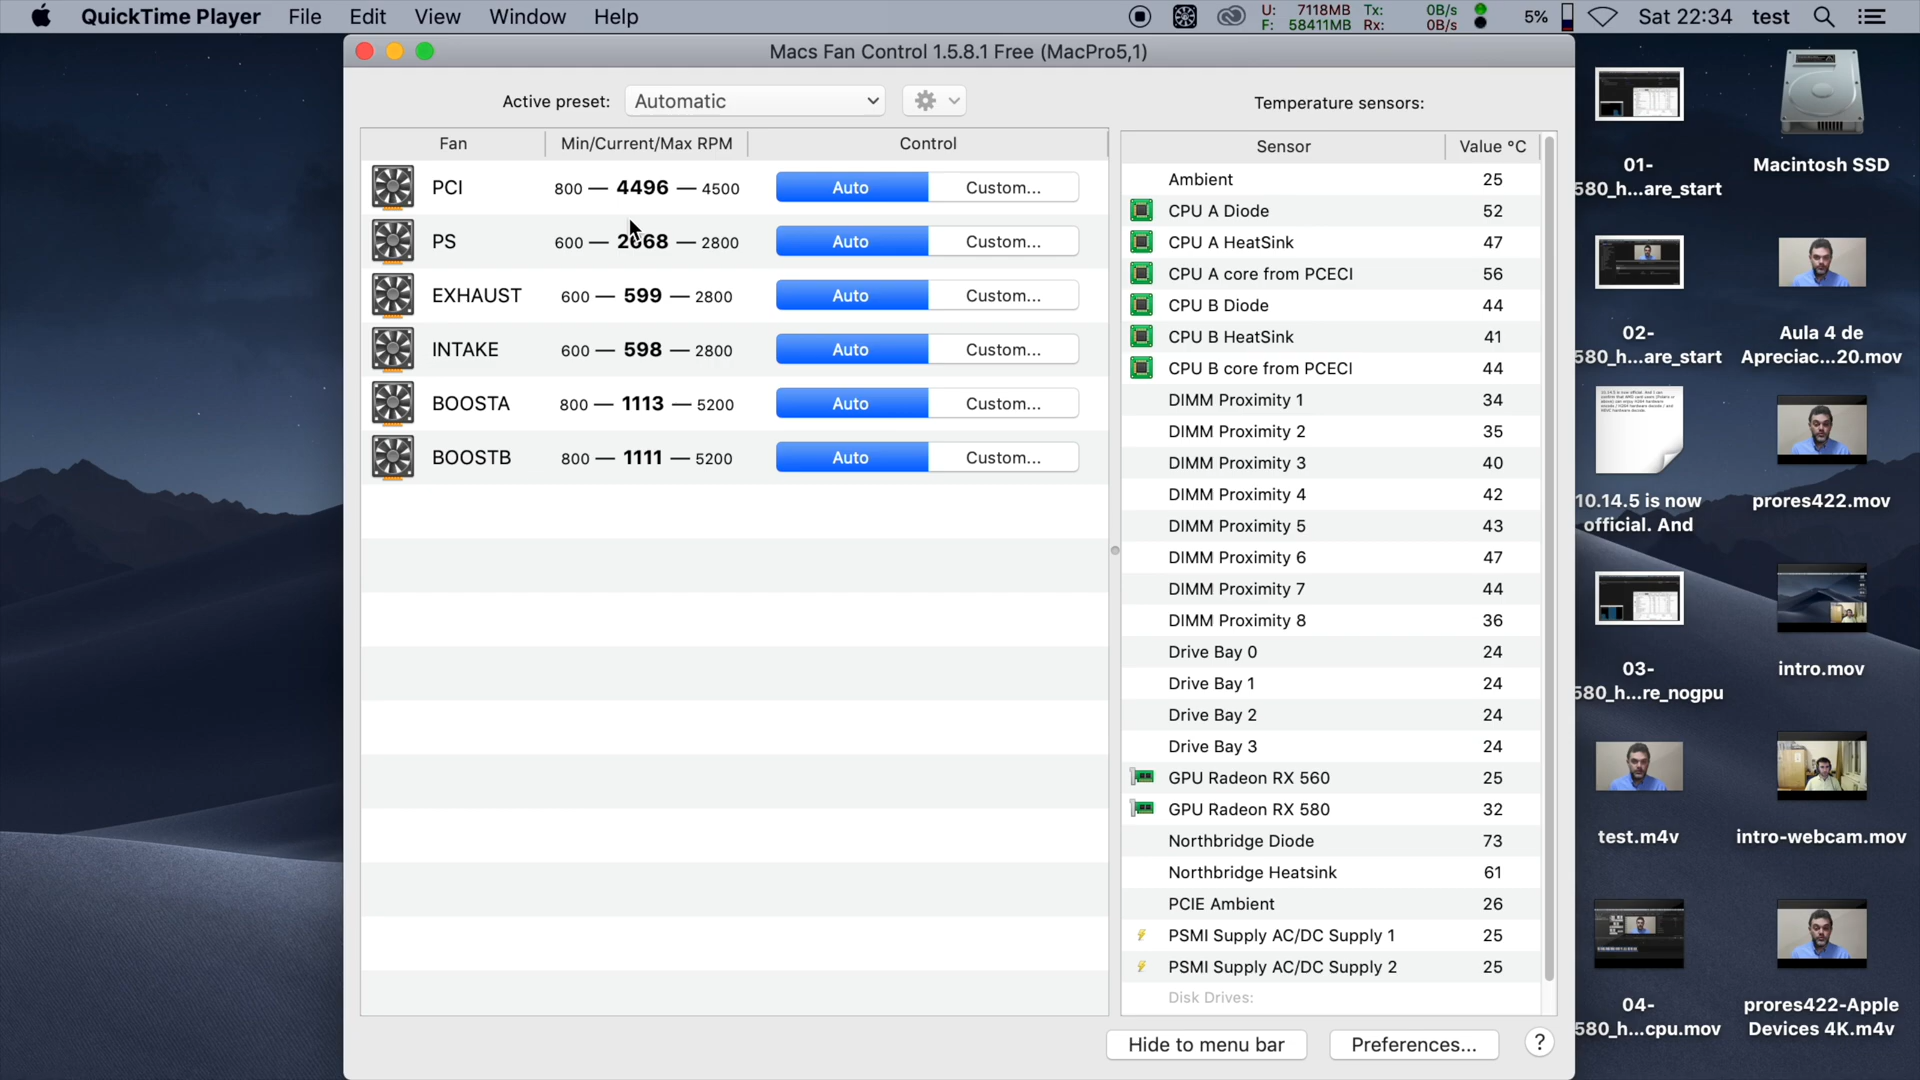 QuickTime Player File Edit View Window Help
U: 7118MB Tx: 0B/s
F: 58411MB Rx: 0B/s
5% Sat 22:34 test
Macs Fan Control 1.5.8.1 Free (MacPro5,1)
Active preset: Automatic
Fan Min/Current/Max RPM Control
PCI 800 — 4496 — 4500 Auto Custom...
PS 600 — 2668 — 2800 Auto Custom...
EXHAUST 600 — 599 — 2800 Auto Custom...
INTAKE 600 — 598 — 2800 Auto Custom...
BOOSTA 800 — 1113 — 5200 Auto Custom...
BOOSTB 800 — 1111 — 5200 Auto Custom...
Temperature sensors:
Sensor Value °C
Ambient 25
CPU A Diode 52
CPU A HeatSink 47
CPU A core from PCECI 56
CPU B Diode 44
CPU B HeatSink 41
CPU B core from PCECI 44
DIMM Proximity 1 34
DIMM Proximity 2 35
DIMM Proximity 3 40
DIMM Proximity 4 42
DIMM Proximity 5 43
DIMM Proximity 6 47
DIMM Proximity 7 44
DIMM Proximity 8 36
Drive Bay 0 24
Drive Bay 1 24
Drive Bay 2 24
Drive Bay 3 24
GPU Radeon RX 560 25
GPU Radeon RX 580 32
Northbridge Diode 73
Northbridge Heatsink 61
PCIE Ambient 26
PSMI Supply AC/DC Supply 1 25
PSMI Supply AC/DC Supply 2 25
Disk Drives:
Hide to menu bar Preferences... ?
01-
580_h...are_start
02-
580_h...are_start
10.14.5 is now
official. And
03-
580_h...re_nogpu
test.m4v
04-
580_h...cpu.mov
Macintosh SSD
Aula 4 de
Apreciac...20.mov
prores422.mov
intro.mov
intro-webcam.mov
prores422-Apple
Devices 4K.m4v